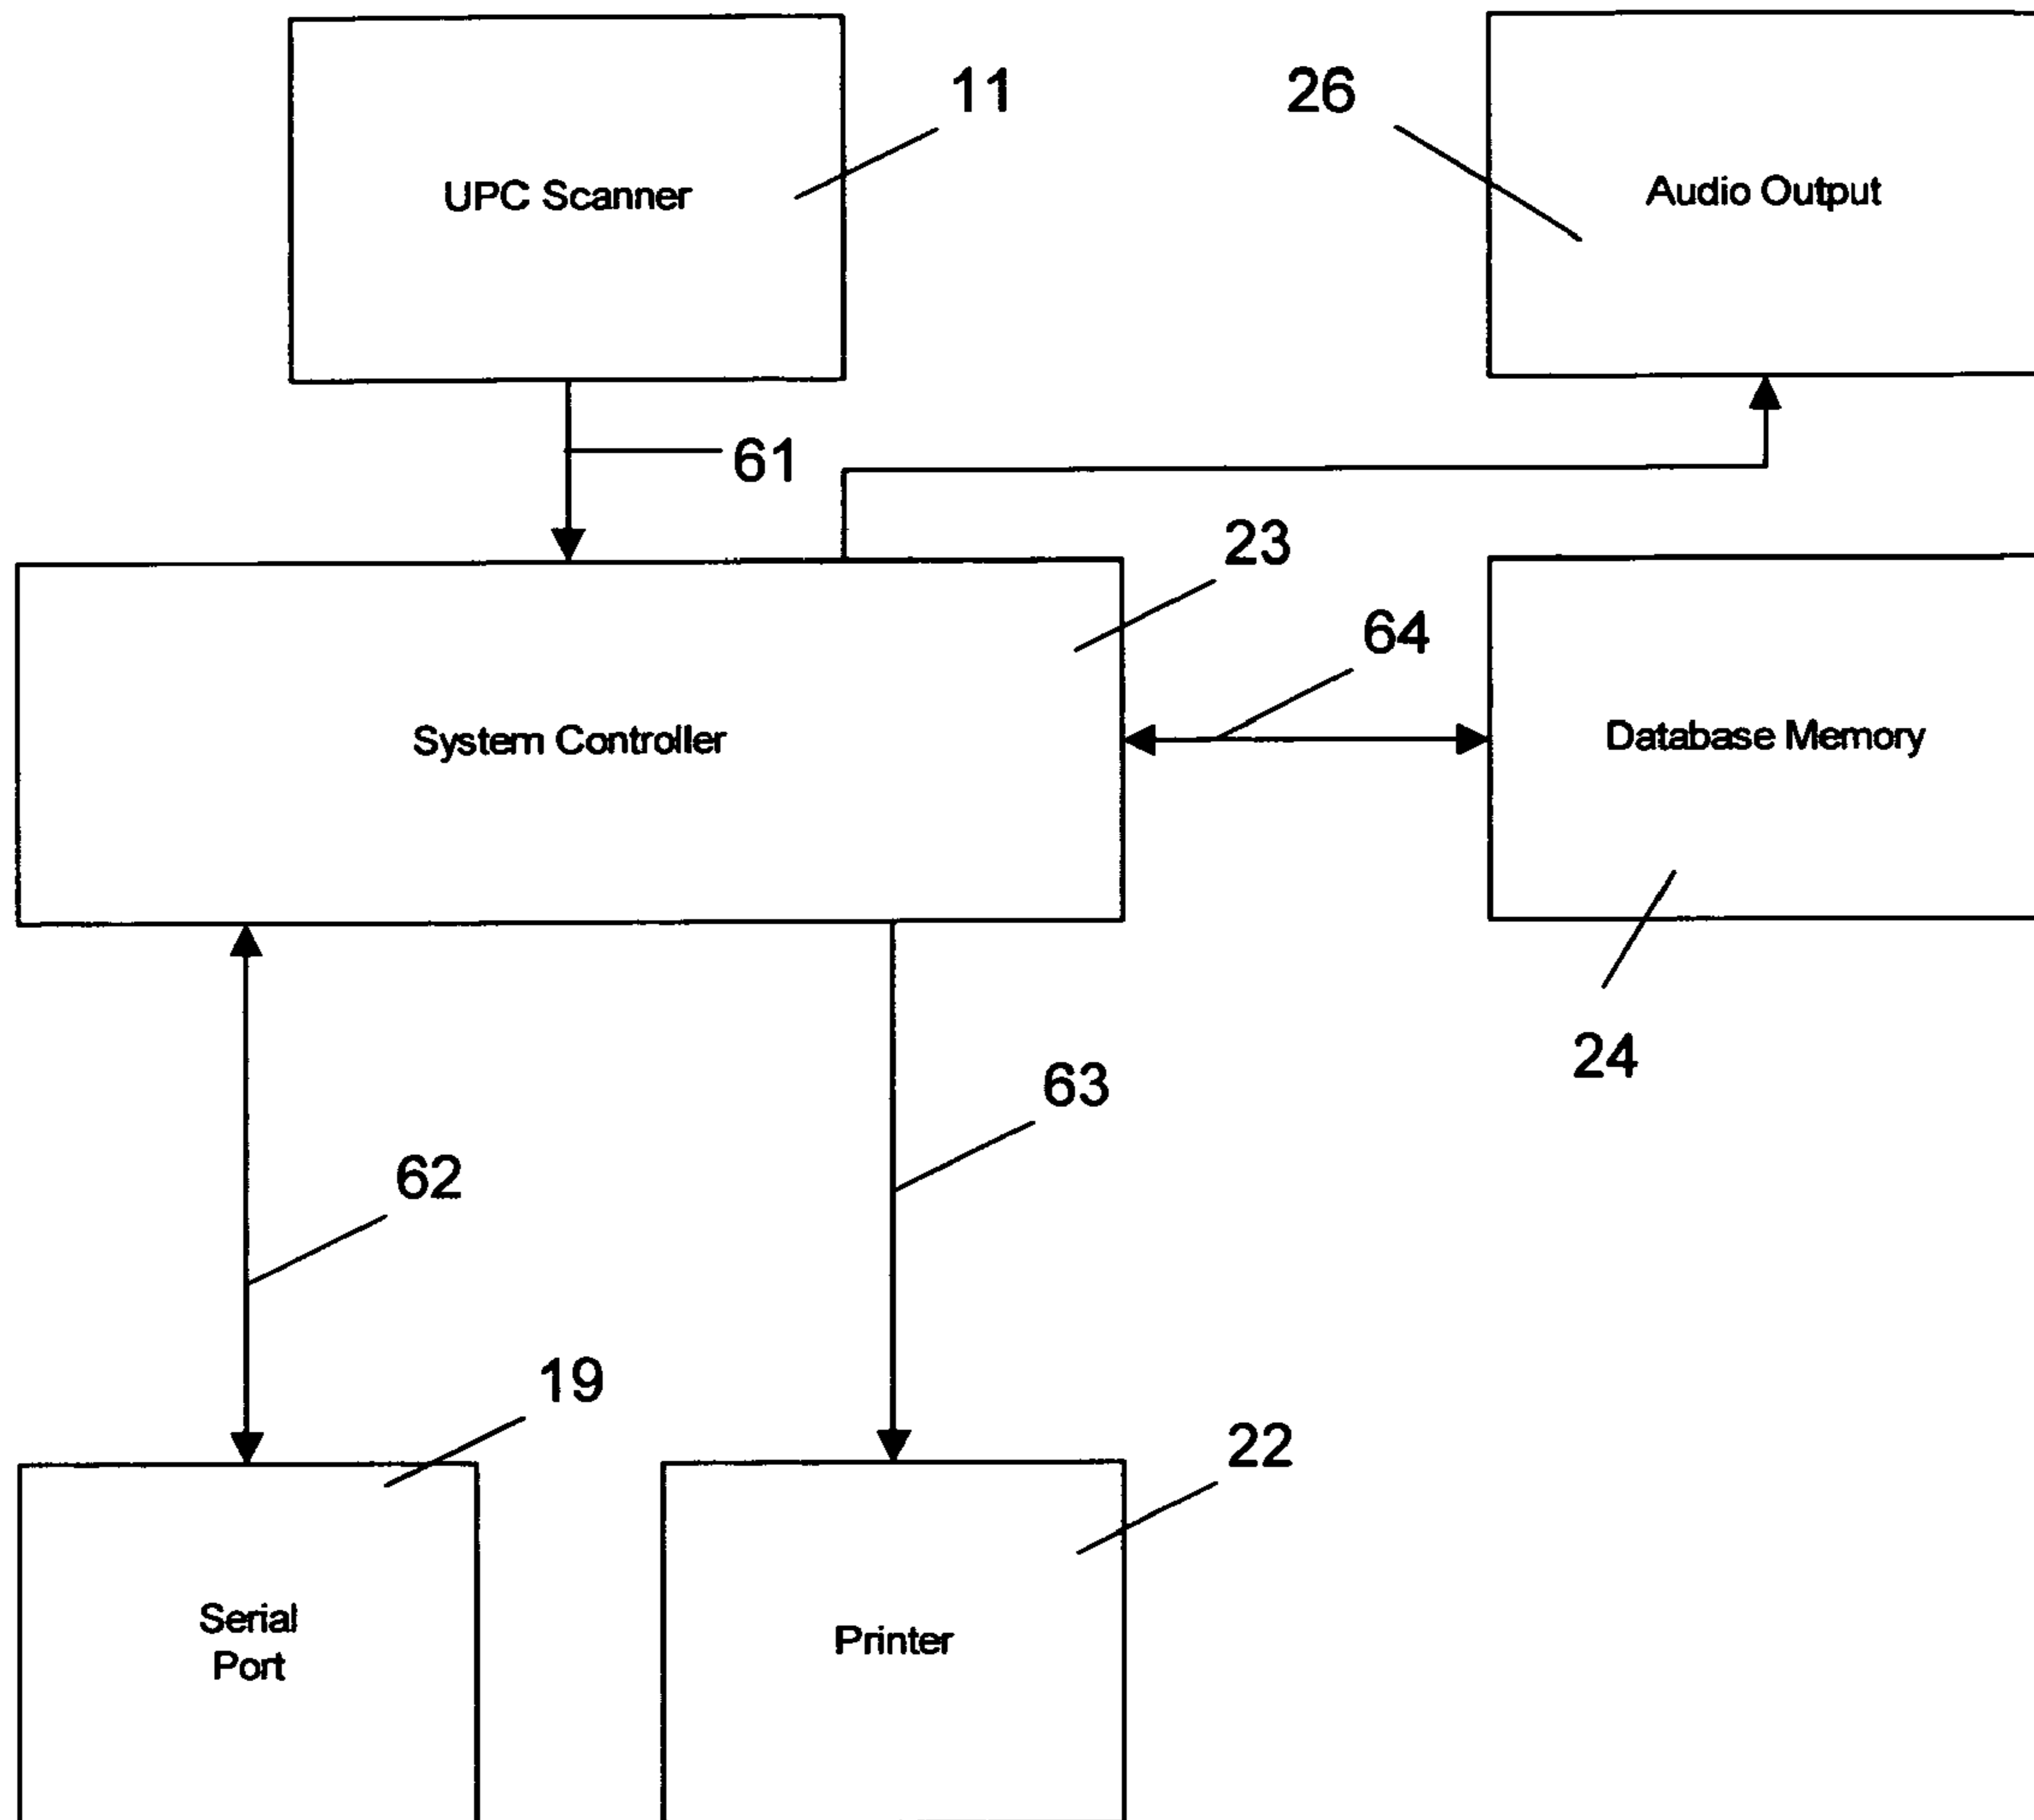 11
26
UPC Scanner
Audio Output
61
23
64
System Controller
Database Memory
24
63
62
19
22
Serial
Port
Printer